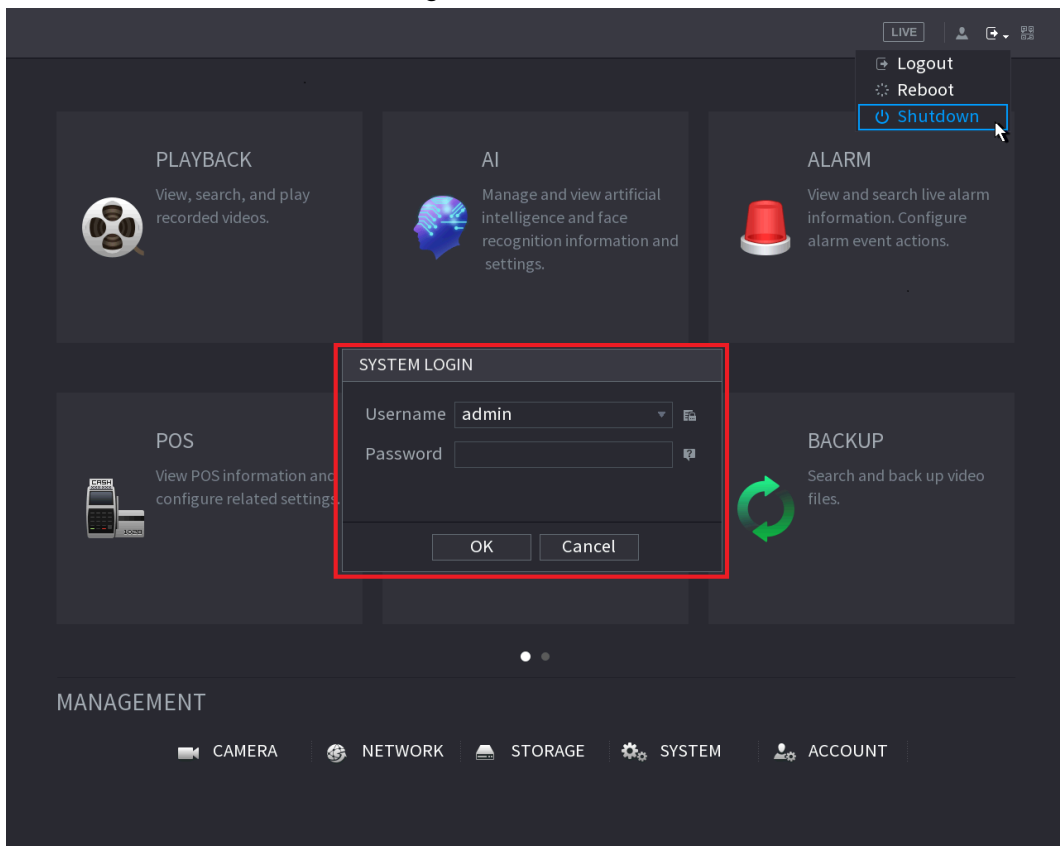 LIVE
Logout
Reboot
Shutdown
PLAYBACK
View, search, and play
recorded videos.
AI
Manage and view artificial
intelligence and face
recognition information and
settings.
ALARM
View and search live alarm
information. Configure
alarm event actions.
SYSTEM LOGIN
Username admin
Password
OK Cancel
POS
View POS information and
configure related settings.
BACKUP
Search and back up video
files.
MANAGEMENT
CAMERA NETWORK STORAGE SYSTEM ACCOUNT